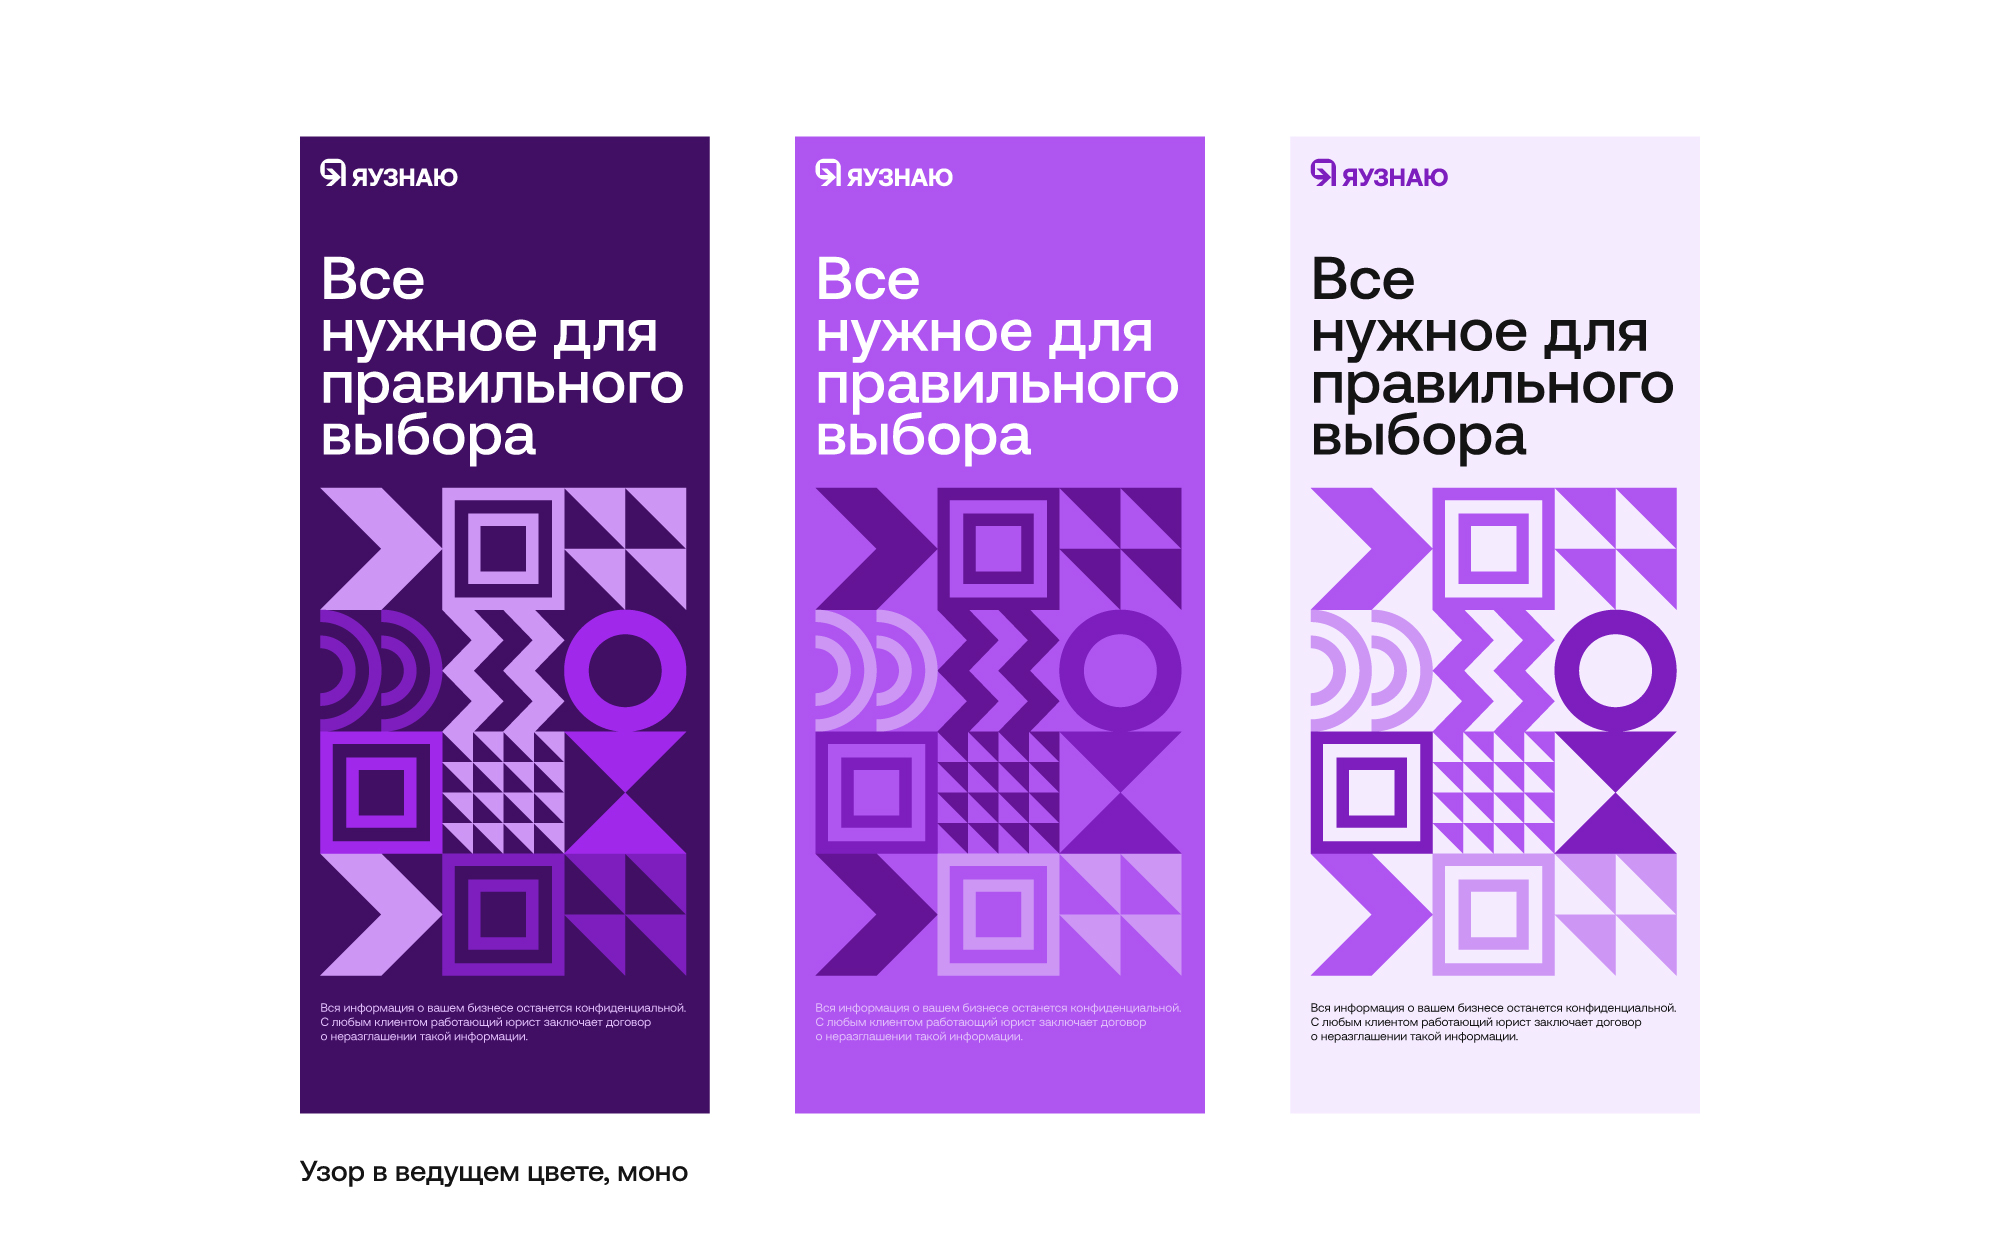 ЯУЗНАЮ
Все
нужное для
правильного
выбора
Вся информация о вашем бизнесе останется конфиденциальной.
С любым клиентом работающий юрист заключает договор
о неразглашении такой информации.
ЯУЗНАЮ
Все
нужное для
правильного
выбора
Вся информация о вашем бизнесе останется конфиденциальной.
С любым клиентом работающий юрист заключает договор
о неразглашении такой информации.
ЯУЗНАЮ
Все
нужное для
правильного
выбора
Вся информация о вашем бизнесе останется конфиденциальной.
С любым клиентом работающий юрист заключает договор
о неразглашении такой информации.
Узор в ведущем цвете, моно